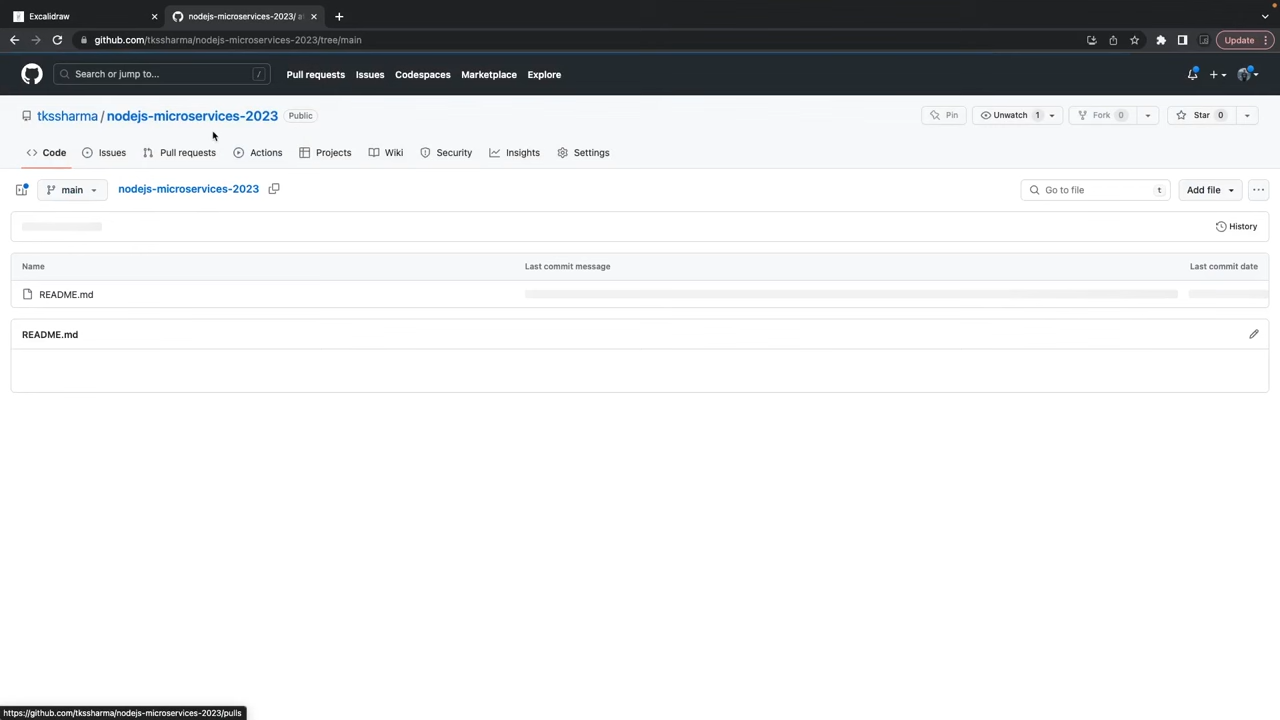 Excalidraw
nodejs-microservices-2023/ at
github.com/tkssharma/nodejs-microservices-2023/tree/main
Update
Search or jump to...
/
Pull requests
Issues
Codespaces
Marketplace
Explore
tkssharma / nodejs-microservices-2023
Public
Pin
Unwatch 1
Fork 0
Star 0
Code
Issues
Pull requests
Actions
Projects
Wiki
Security
Insights
Settings
main
nodejs-microservices-2023
Go to file
t
Add file
History
Name
Last commit message
Last commit date
README.md
README.md
https://github.com/tkssharma/nodejs-microservices-2023/pulls